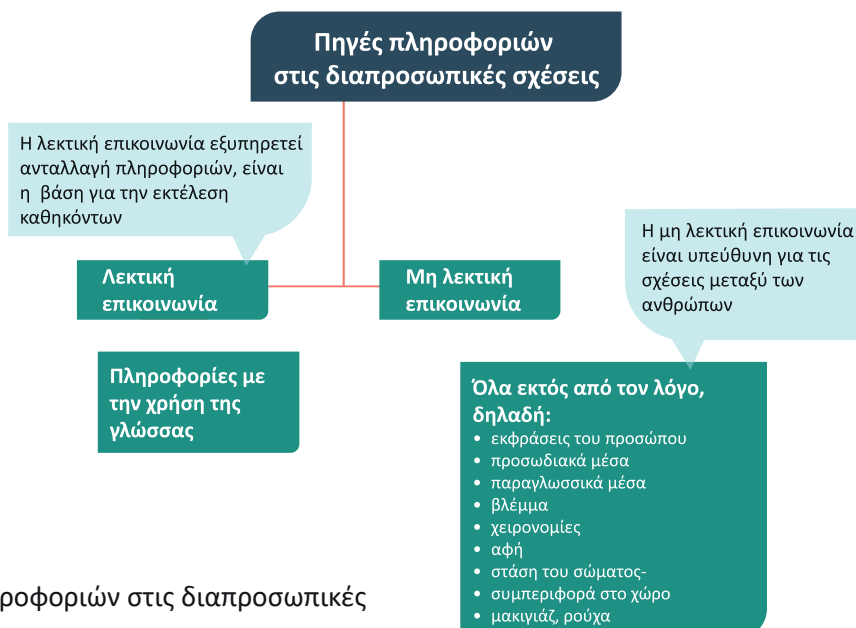 Πηγές πληροφοριών
στις διαπροσωπικές σχέσεις
Η λεκτική επικοινωνία εξυπηρετεί
ανταλλαγή πληροφοριών, είναι
η βάση για την εκτέλεση
καθηκόντων
Η μη λεκτική επικοινωνία
είναι υπεύθυνη για τις
σχέσεις μεταξύ των
ανθρώπων
Λεκτική
επικοινωνία
Μη λεκτική
επικοινωνία
Πληροφορίες με
την χρήση της
γλώσσας
Όλα εκτός από τον λόγο,
δηλαδή:
• εκφράσεις του προσώπου
• προσωδιακά μέσα
• παραγλωσσικά μέσα
• βλέμμα
• χειρονομίες
• αφή
• στάση του σώματος-
• συμπεριφορά στο χώρο
• μακιγιάζ, ρούχα
ροφοριών στις διαπροσωπικές